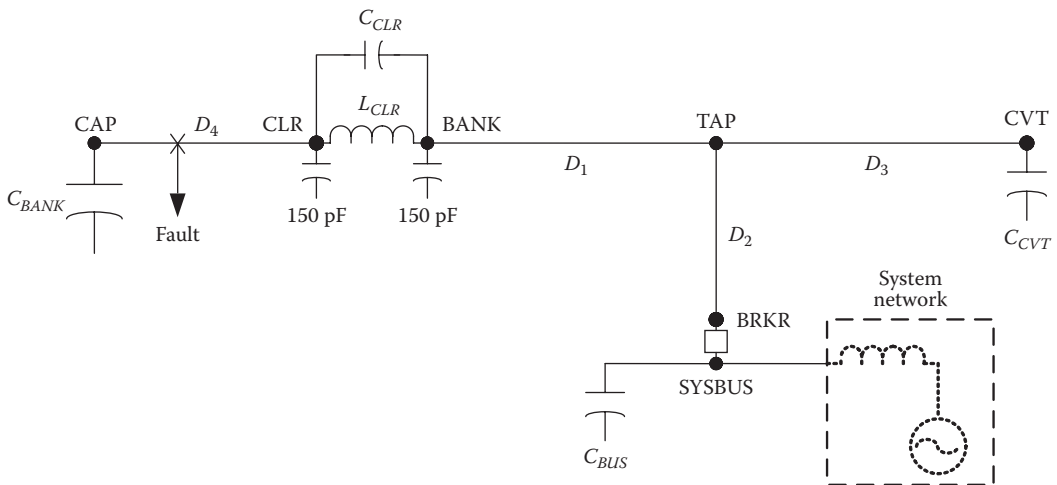 C_CLR
L_CLR
CAP
D_4
CLR
BANK
TAP
CVT
D_1
D_3
C_BANK
150 pF
150 pF
Fault
D_2
C_CVT
System
network
BRKR
SYSBUS
C_BUS